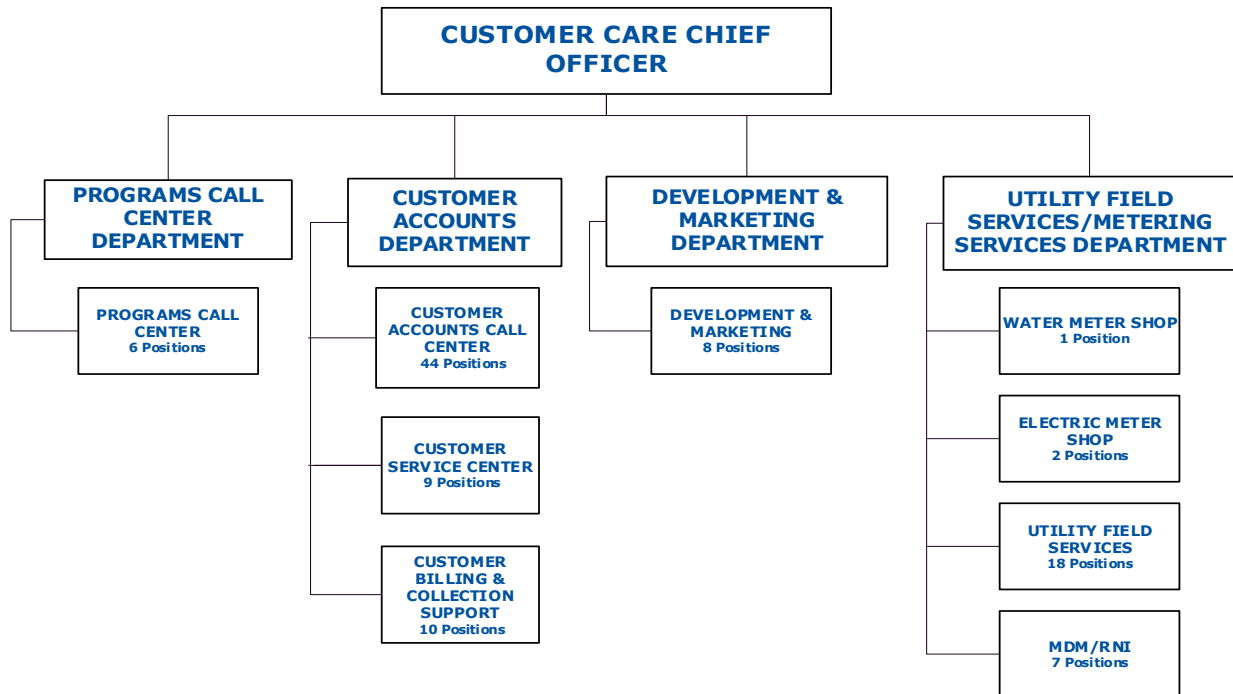 CUSTOMER CARE CHIEF
OFFICER
PROGRAMS CALL
CENTER
DEPARTMENT
CUSTOMER
ACCOUNTS
DEPARTMENT
DEVELOPMENT &
MARKETING
DEPARTMENT
UTILITY FIELD
SERVICES/METERING
SERVICES DEPARTMENT
PROGRAMS CALL
CENTER
6 Positions
CUSTOMER
ACCOUNTS CALL
CENTER
44 Positions
CUSTOMER
SERVICE CENTER
9 Positions
CUSTOMER
BILLING &
COLLECTION
SUPPORT
10 Positions
DEVELOPMENT &
MARKETING
8 Positions
WATER METER SHOP
1 Position
ELECTRIC METER
SHOP
2 Positions
UTILITY FIELD
SERVICES
18 Positions
MDM/RNI
7 Positions